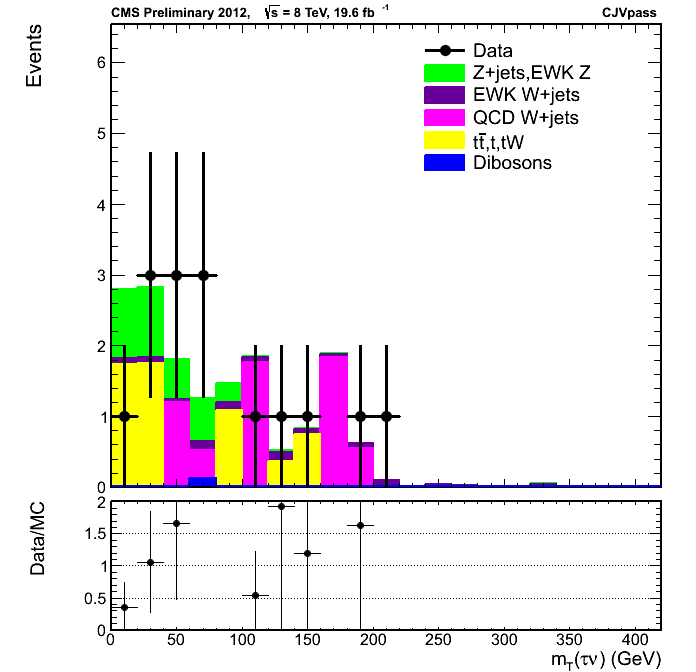 CMS Preliminary 2012, √s = 8 TeV, 19.6 fb⁻¹ CJVpass
Events
6
5
4
3
2
1
0
Data
Z+jets,EWK Z
EWK W+jets
QCD W+jets
tt̅,t,tW
Dibosons
Data/MC
2
1.5
1
0.5
0
0 50 100 150 200 250 300 350 400
m_T(τν) (GeV)